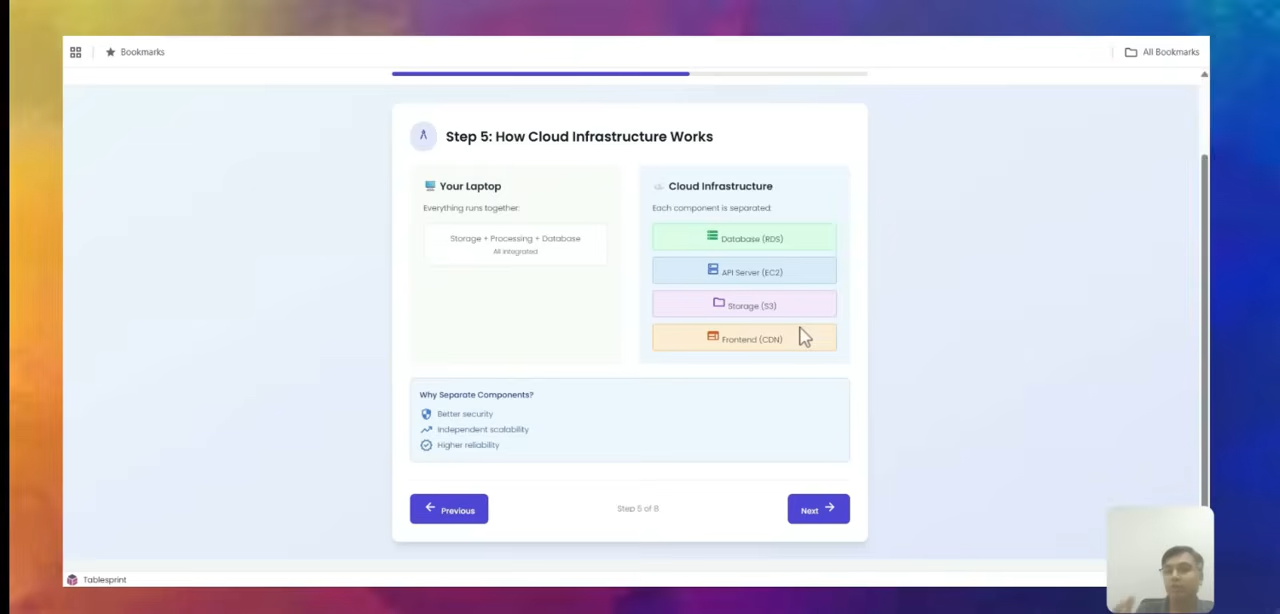 Bookmarks
All Bookmarks
Step 5: How Cloud Infrastructure Works
Your Laptop
Everything runs together:
Storage + Processing + Database
All integrated
Cloud Infrastructure
Each component is separated:
Database (RDS)
API Server (EC2)
Storage (S3)
Frontend (CDN)
Why Separate Components?
Better security
Independent scalability
Higher reliability
Previous
Step 5 of 8
Next
Tablesprint